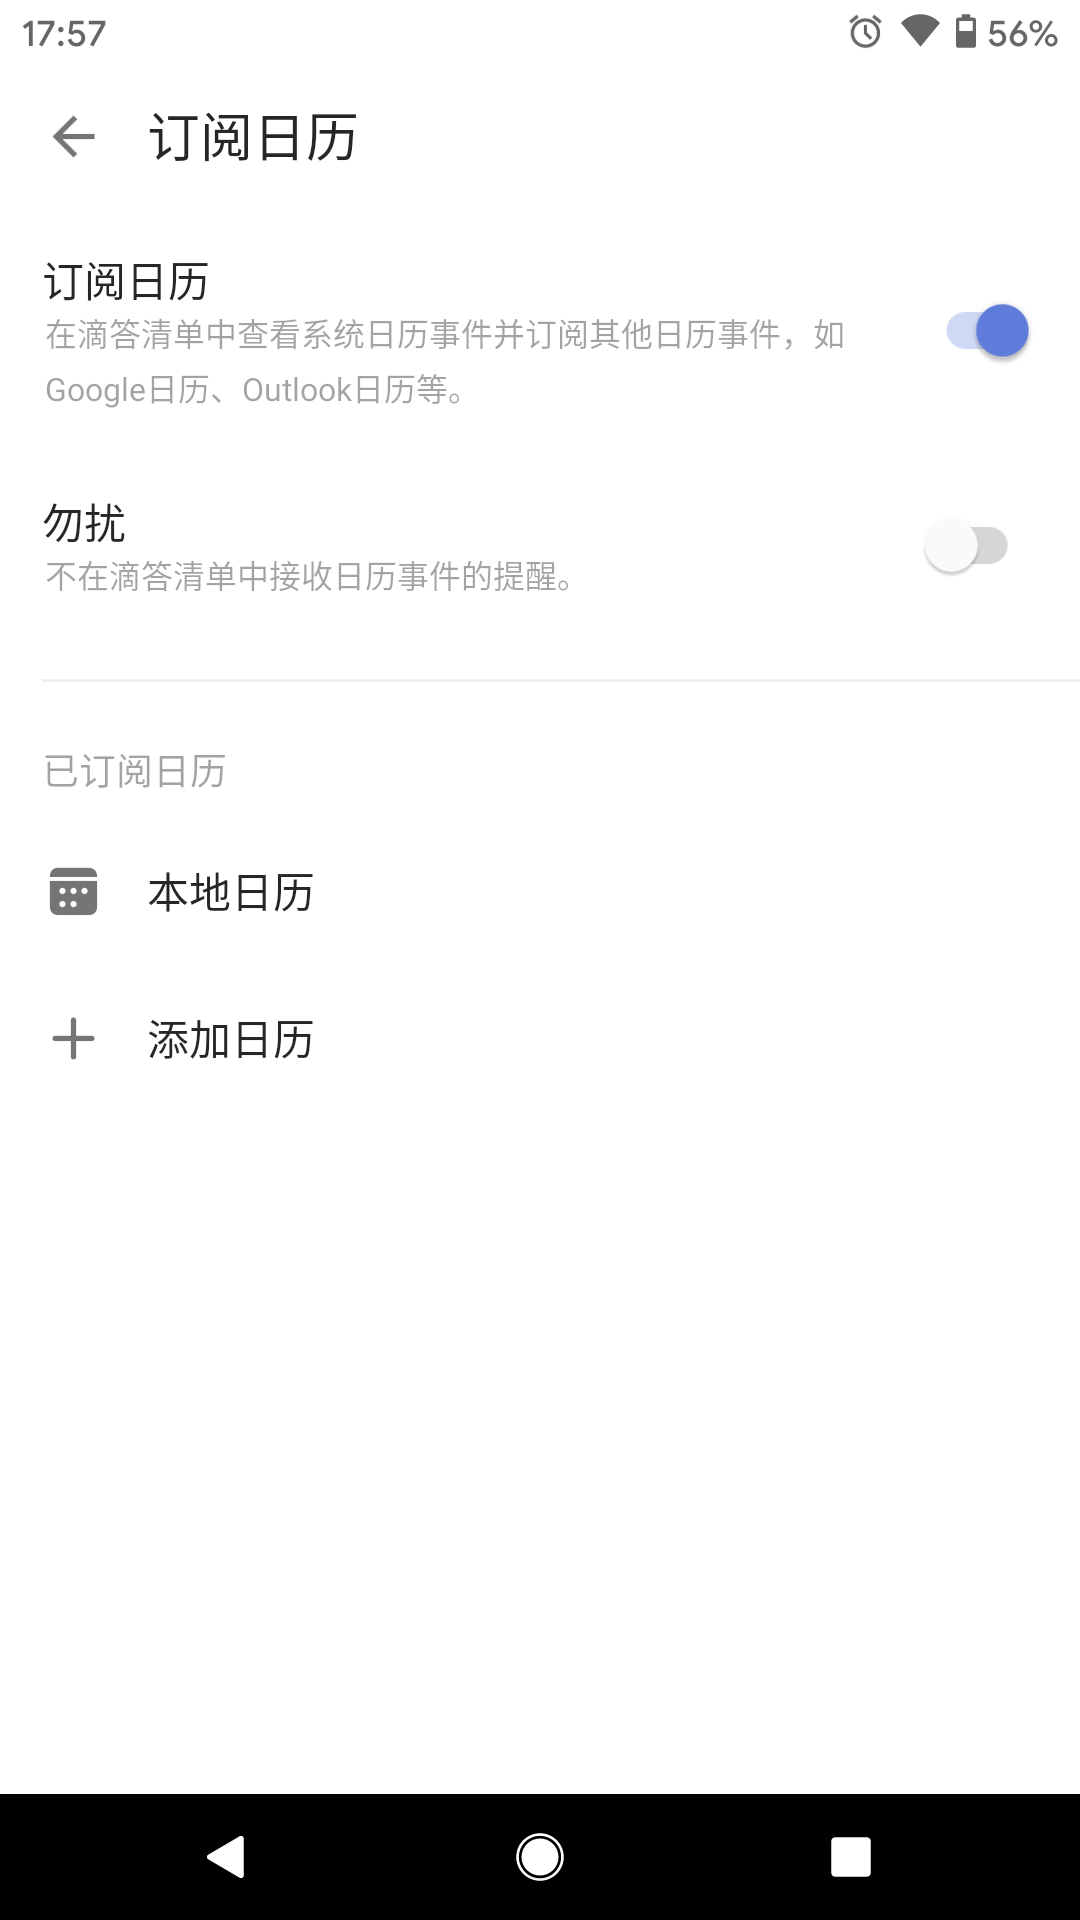 17:57
56%
订阅日历
订阅日历
在滴答清单中查看系统日历事件并订阅其他日历事件，如
Google日历、Outlook日历等。
勿扰
不在滴答清单中接收日历事件的提醒。
已订阅日历
本地日历
添加日历